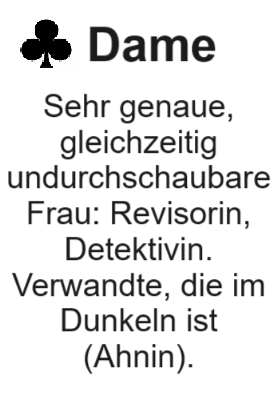 ♣ Dame
Sehr genaue,
gleichzeitig
undurchschaubare
Frau: Revisorin,
Detektivin.
Verwandte, die im
Dunkeln ist
(Ahnin).